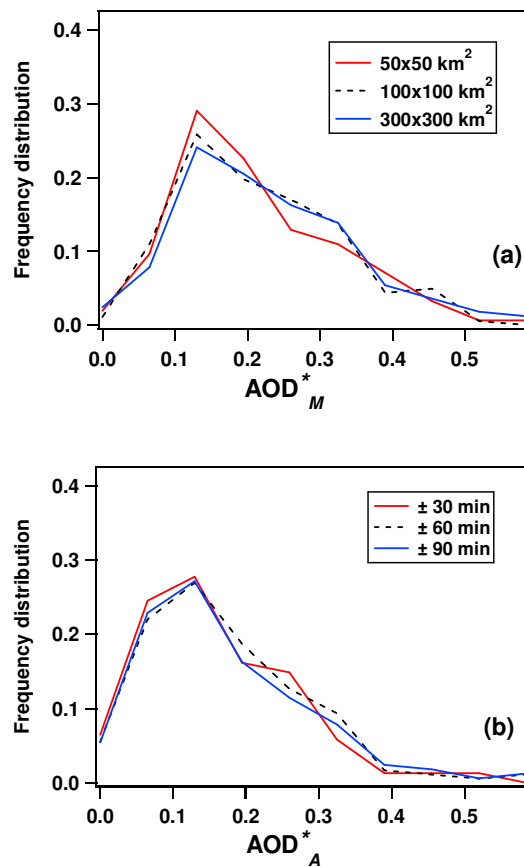 0.4
50x50 km²
100x100 km²
300x300 km²
0.3
Frequency distribution
0.2
(a)
0.1
0.0
0.0 0.1 0.2 0.3 0.4 0.5
AOD*M
0.4
± 30 min
± 60 min
± 90 min
0.3
Frequency distribution
0.2
0.1
(b)
0.0
0.0 0.1 0.2 0.3 0.4 0.5
AOD*A